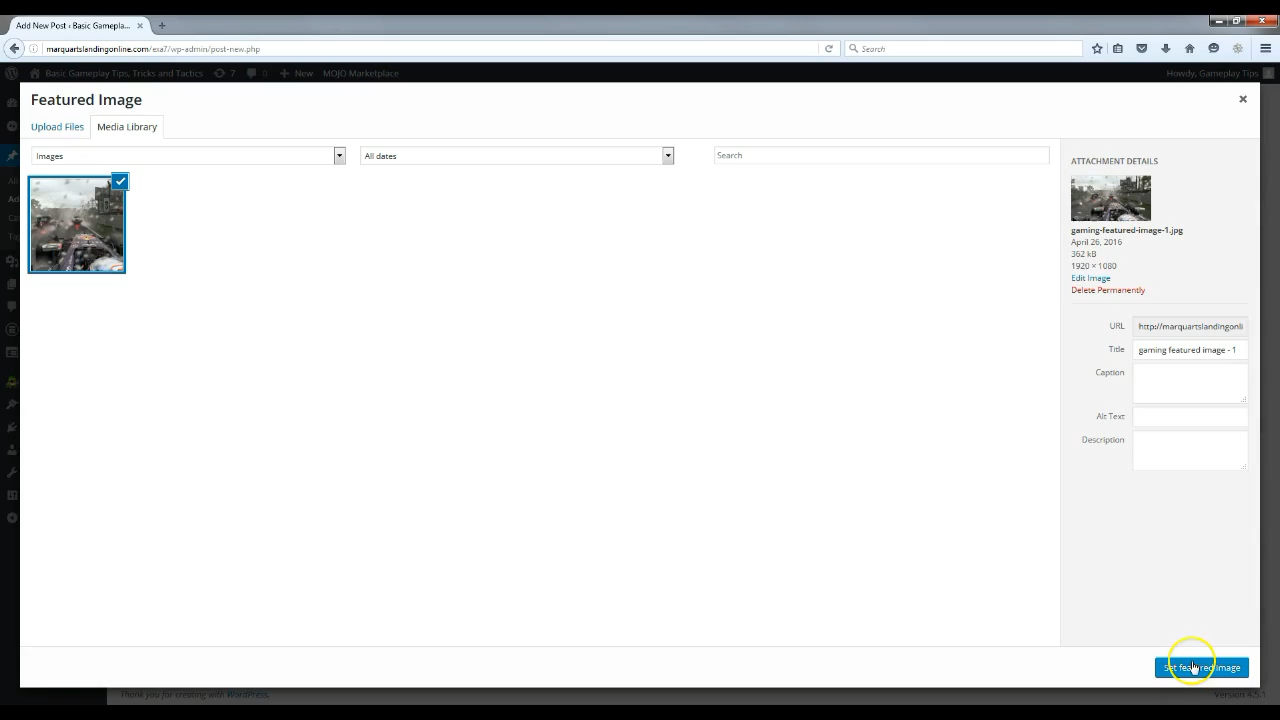 Add New Post ‹ Basic Gamepla...
marquartslandingonline.com/exa7/wp-admin/post-new.php
Search
Basic Gameplay Tips, Tricks and Tactics 7 0 New MOJO Marketplace
Howdy, Gameplay Tips
Featured Image
Upload Files
Media Library
Images
All dates
Search
ATTACHMENT DETAILS
gaming-featured-image-1.jpg
April 26, 2016
362 kB
1920 × 1080
Edit Image
Delete Permanently
URL http://marquartslandingonli
Title gaming featured image - 1
Caption
Alt Text
Description
Set featured image
Thank you for creating with WordPress.
Version 4.5.1